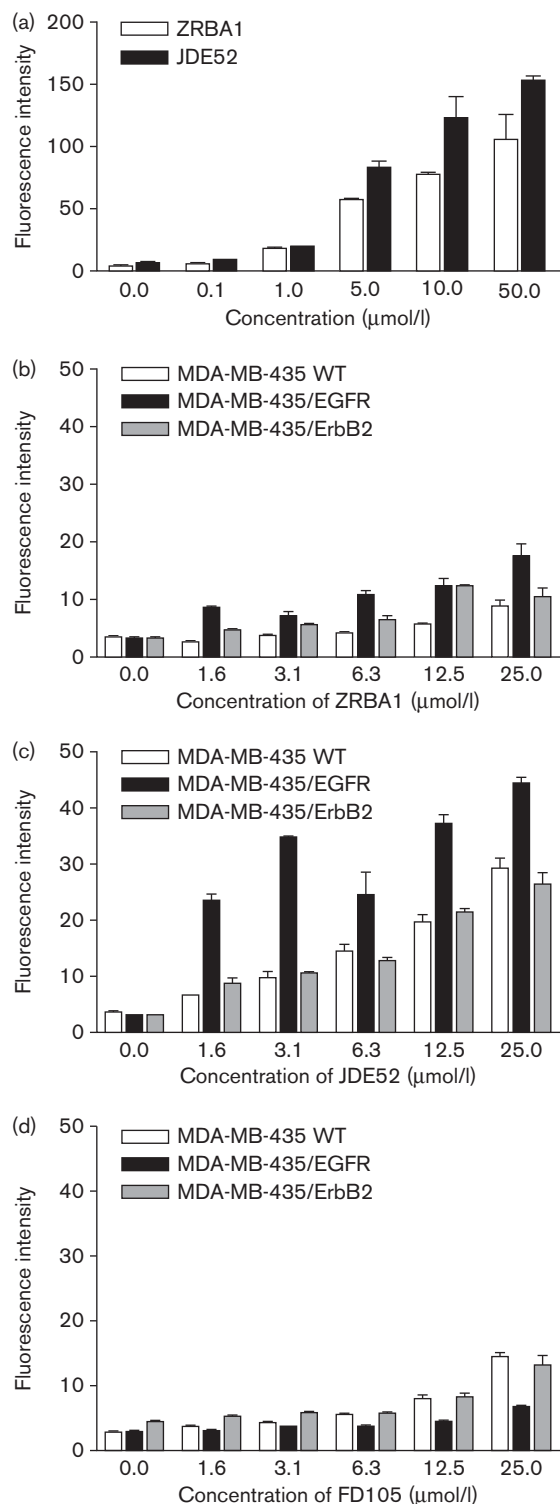 (a)
200
150
100
50
0
Fluorescence intensity
ZRBA1
JDE52
0.0 0.1 1.0 5.0 10.0 50.0
Concentration (μmol/l)
(b)
50
40
30
20
10
0
Fluorescence intensity
MDA-MB-435 WT
MDA-MB-435/EGFR
MDA-MB-435/ErbB2
0.0 1.6 3.1 6.3 12.5 25.0
Concentration of ZRBA1 (μmol/l)
(c)
50
40
30
20
10
0
Fluorescence intensity
MDA-MB-435 WT
MDA-MB-435/EGFR
MDA-MB-435/ErbB2
0.0 1.6 3.1 6.3 12.5 25.0
Concentration of JDE52 (μmol/l)
(d)
50
40
30
20
10
0
Fluorescence intensity
MDA-MB-435 WT
MDA-MB-435/EGFR
MDA-MB-435/ErbB2
0.0 1.6 3.1 6.3 12.5 25.0
Concentration of FD105 (μmol/l)